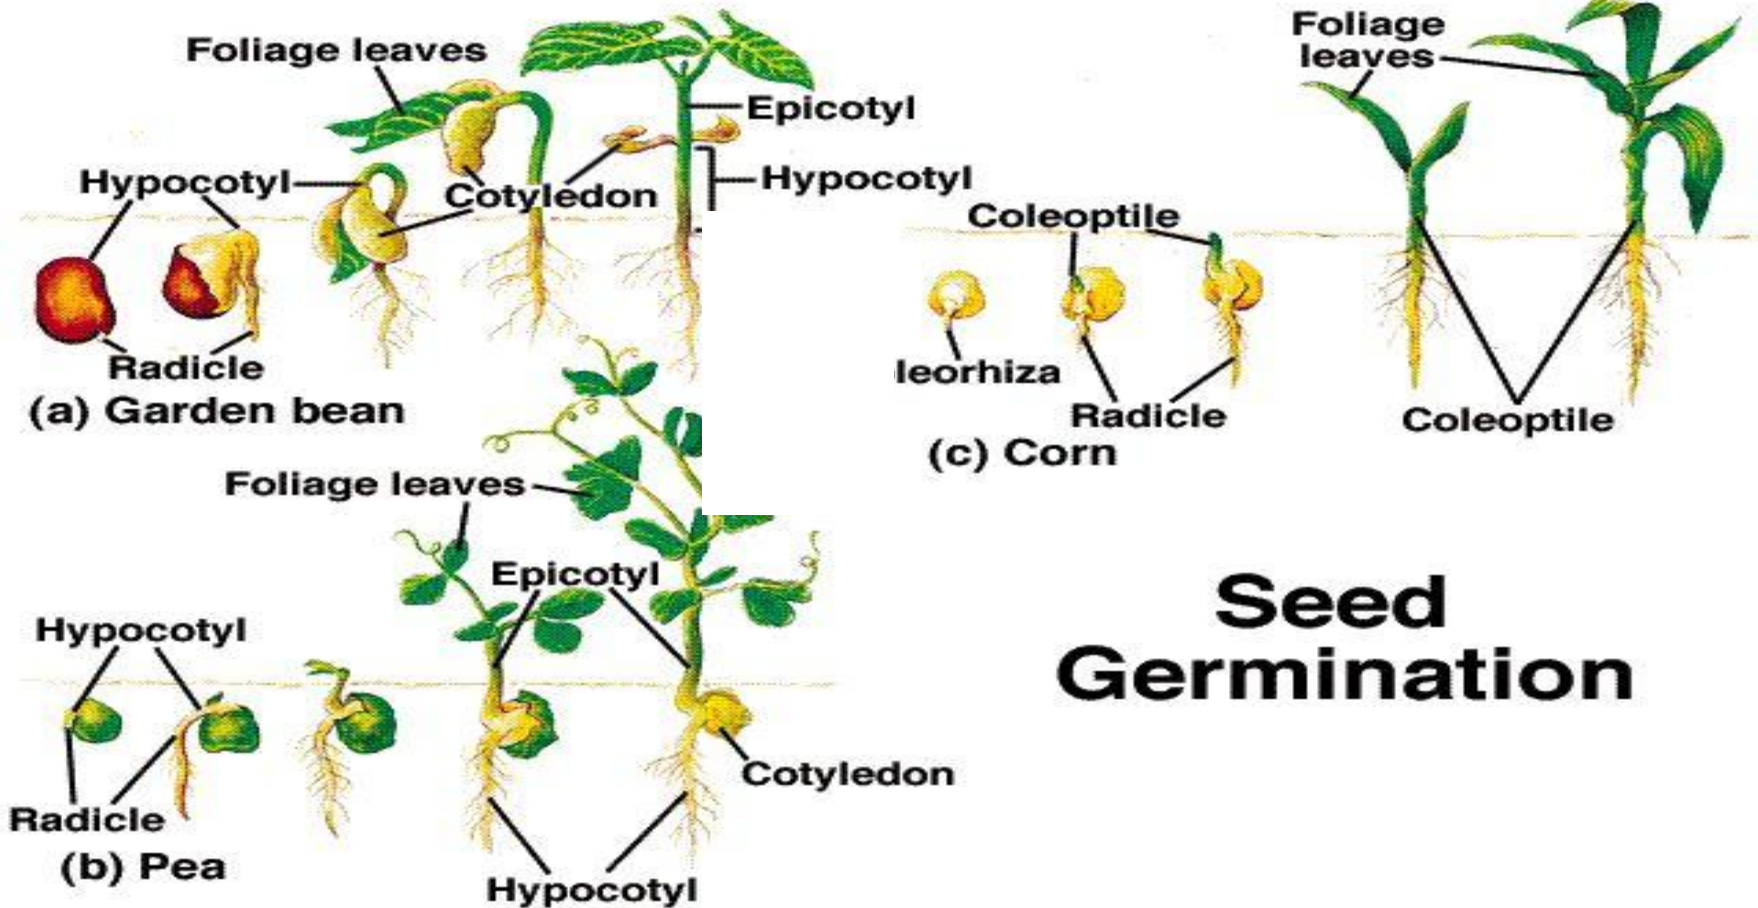 Foliage leaves
Epicotyl
Hypocotyl
Hypocotyl
Cotyledon
Radicle
(a) Garden bean
Foliage
leaves
Coleoptile
leorhiza
Radicle
Coleoptile
(c) Corn
Foliage leaves
Epicotyl
Hypocotyl
Cotyledon
Radicle
(b) Pea
Hypocotyl
Seed
Germination